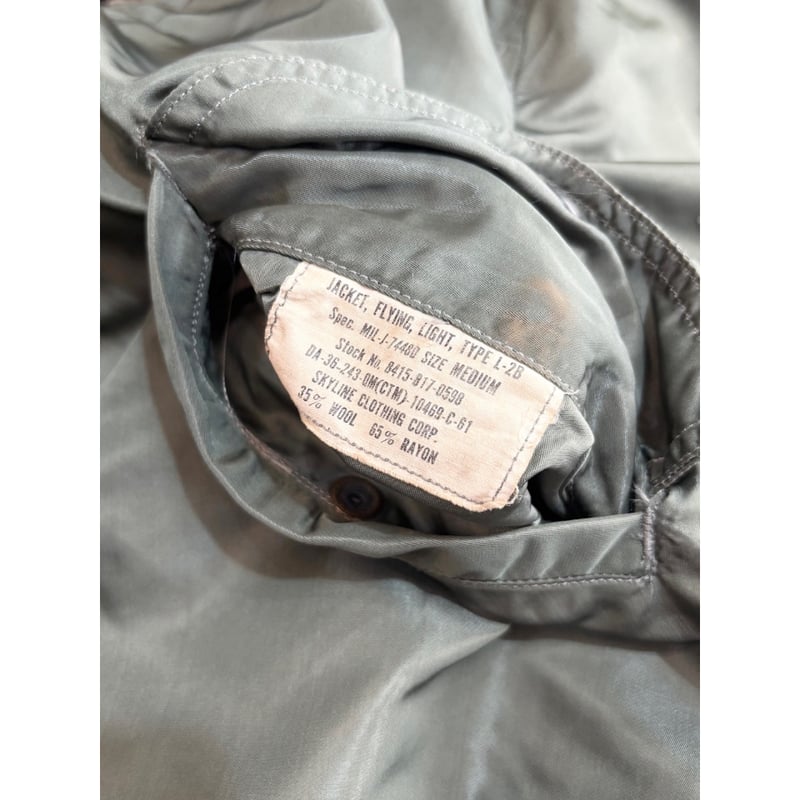 JACKET, FLYING, LIGHT, TYPE L-2B
Spec. MIL-J-7448D SIZE MEDIUM
Stock No. 8415-817-0598
DA-36-243-QM(CTM)-10469-C-61
SKYLINE CLOTHING CORP.
35% WOOL 65% RAYON